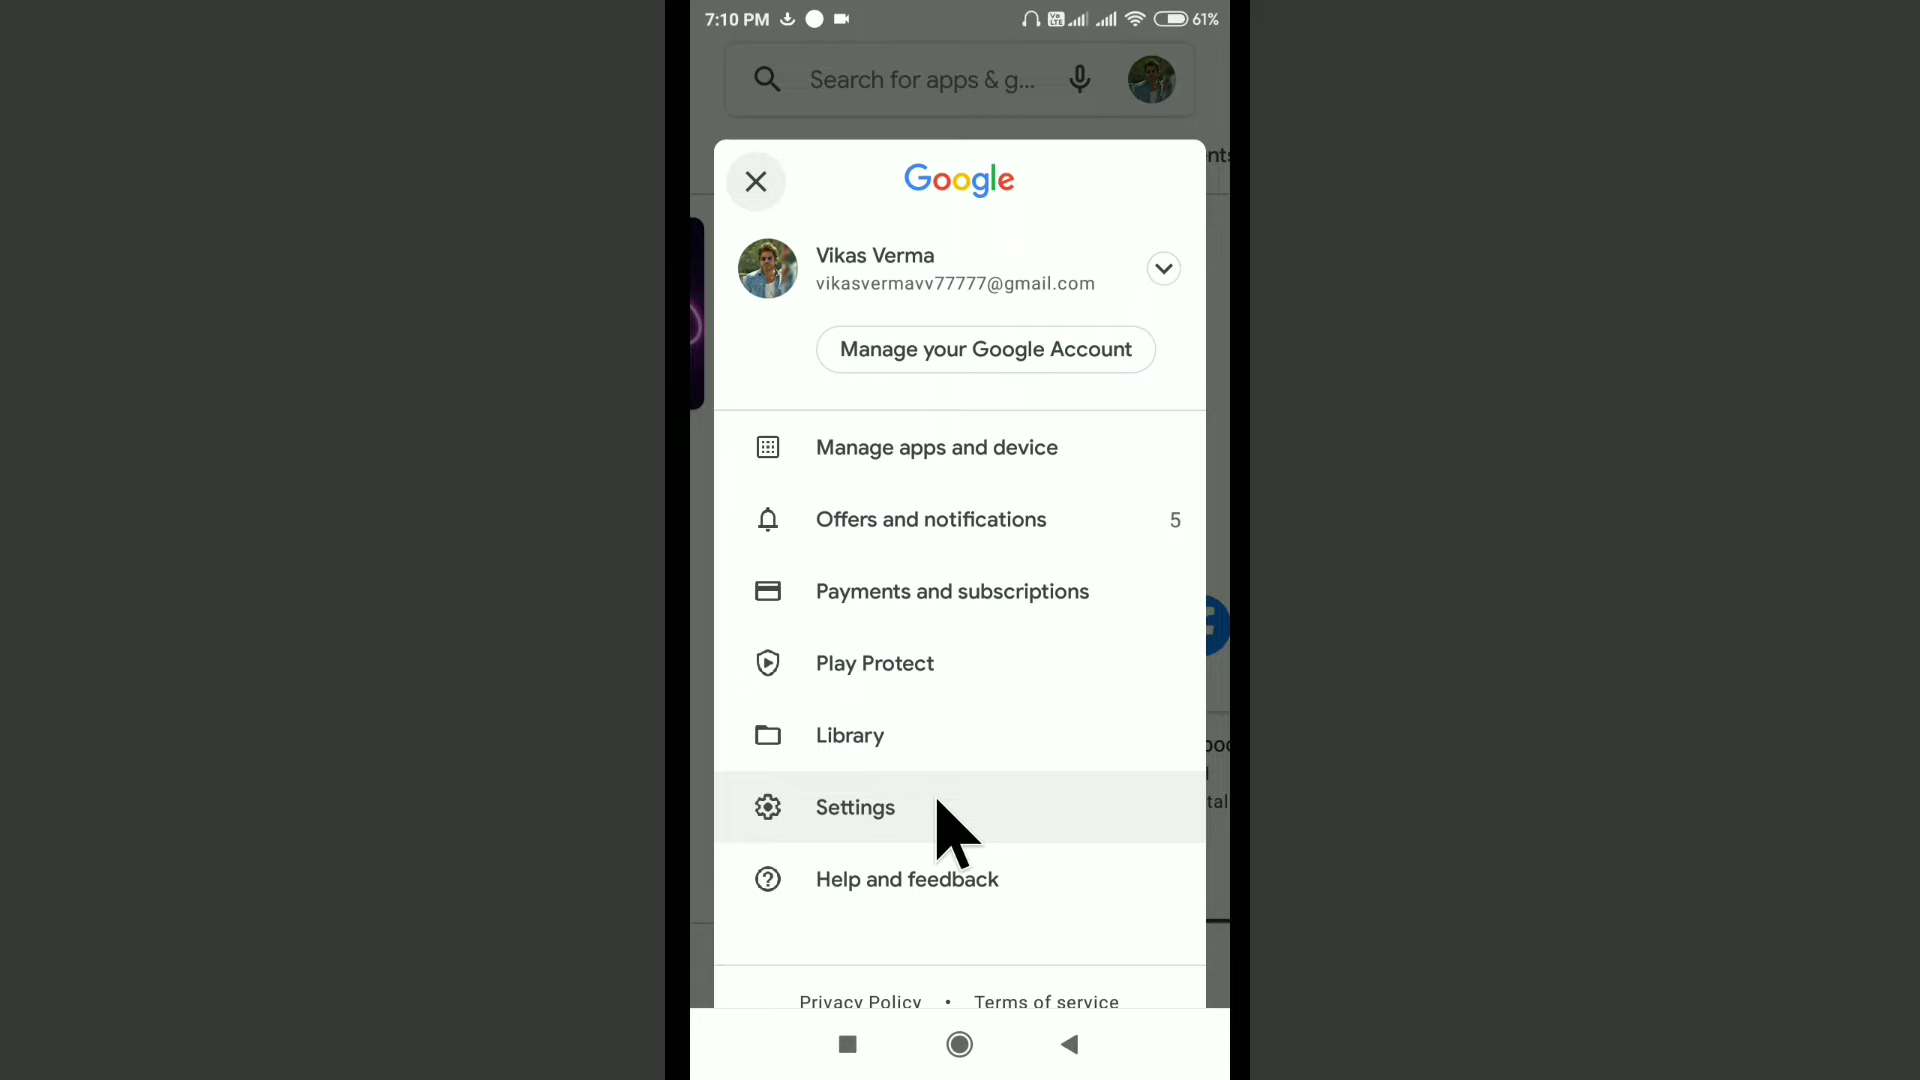 7:10 PM
Vo LTE
61%
Search for apps & g...
Google
Vikas Verma
vikasvermavv77777@gmail.com
Manage your Google Account
Manage apps and device
Offers and notifications 5
Payments and subscriptions
Play Protect
Library
Settings
Help and feedback
Privacy Policy • Terms of service